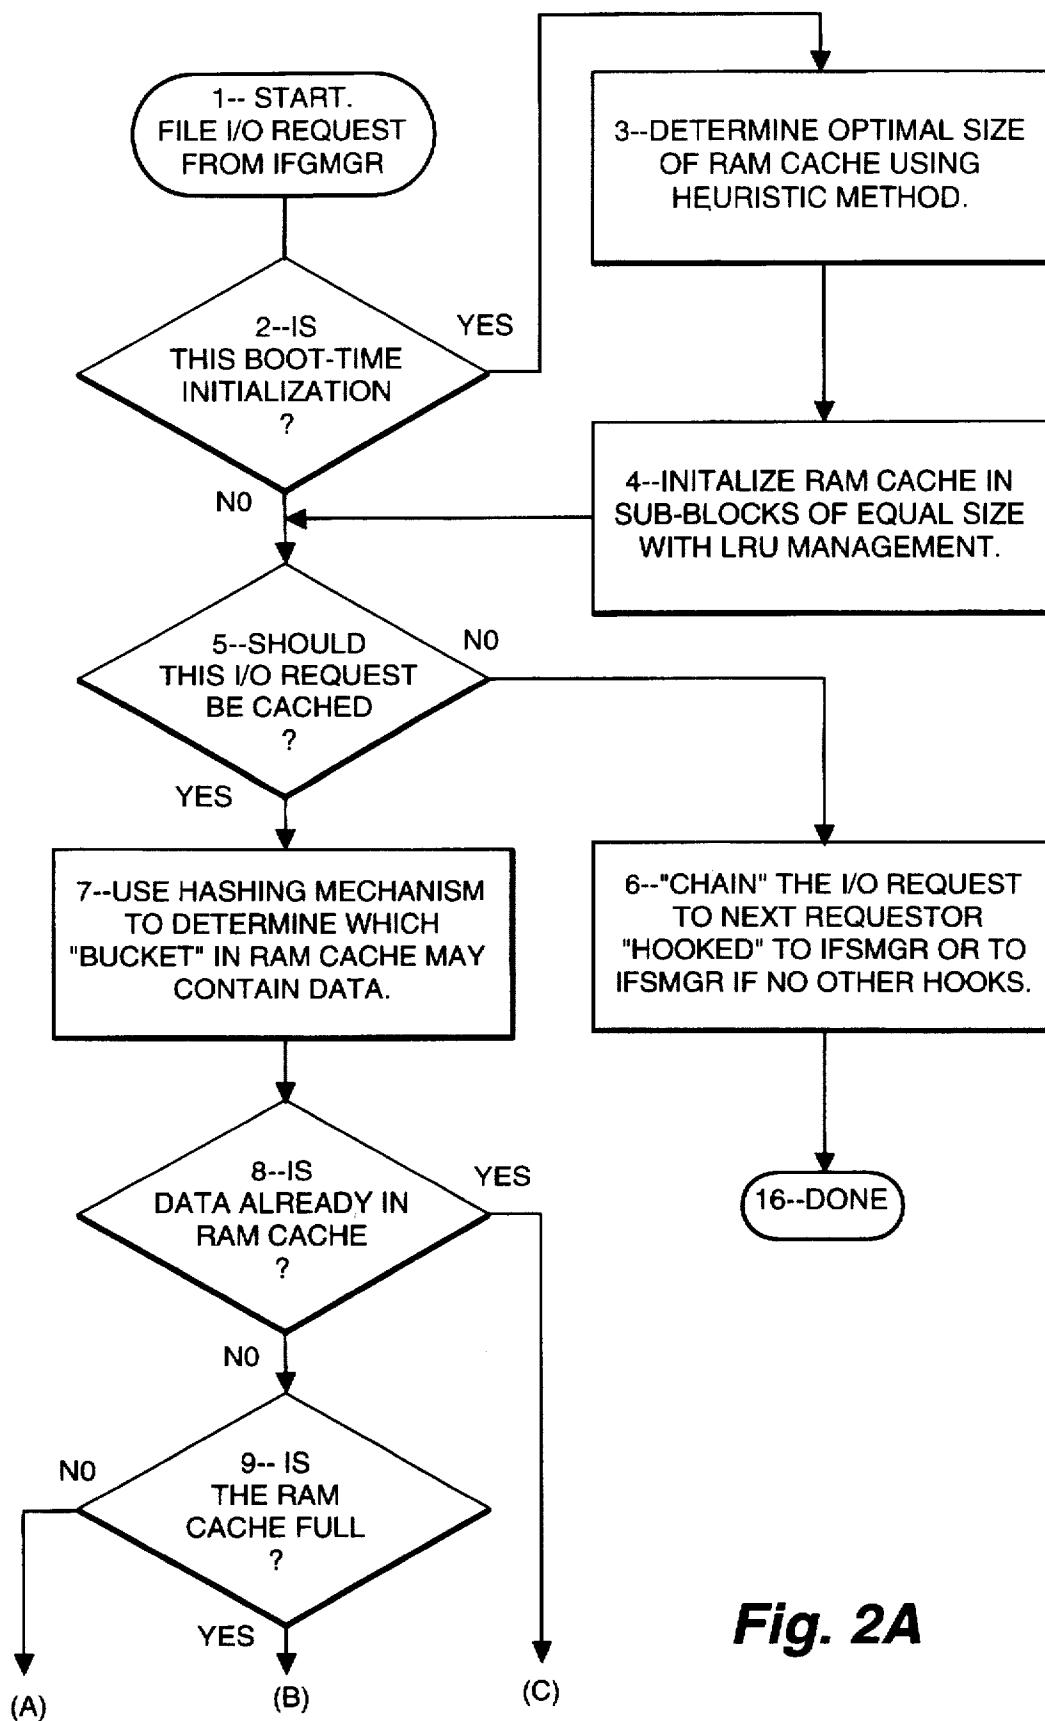 1-- START.
FILE I/O REQUEST
FROM IFGMGR
3--DETERMINE OPTIMAL SIZE
OF RAM CACHE USING
HEURISTIC METHOD.
2--IS
THIS BOOT-TIME
INITIALIZATION
?
YES
NO
4--INITALIZE RAM CACHE IN
SUB-BLOCKS OF EQUAL SIZE
WITH LRU MANAGEMENT.
5--SHOULD
THIS I/O REQUEST
BE CACHED
?
NO
YES
7--USE HASHING MECHANISM
TO DETERMINE WHICH
"BUCKET" IN RAM CACHE MAY
CONTAIN DATA.
6--"CHAIN" THE I/O REQUEST
TO NEXT REQUESTOR
"HOOKED" TO IFSMGR OR TO
IFSMGR IF NO OTHER HOOKS.
8--IS
DATA ALREADY IN
RAM CACHE
?
YES
NO
16--DONE
9-- IS
THE RAM
CACHE FULL
?
NO
YES
(A)
(B)
(C)
Fig. 2A